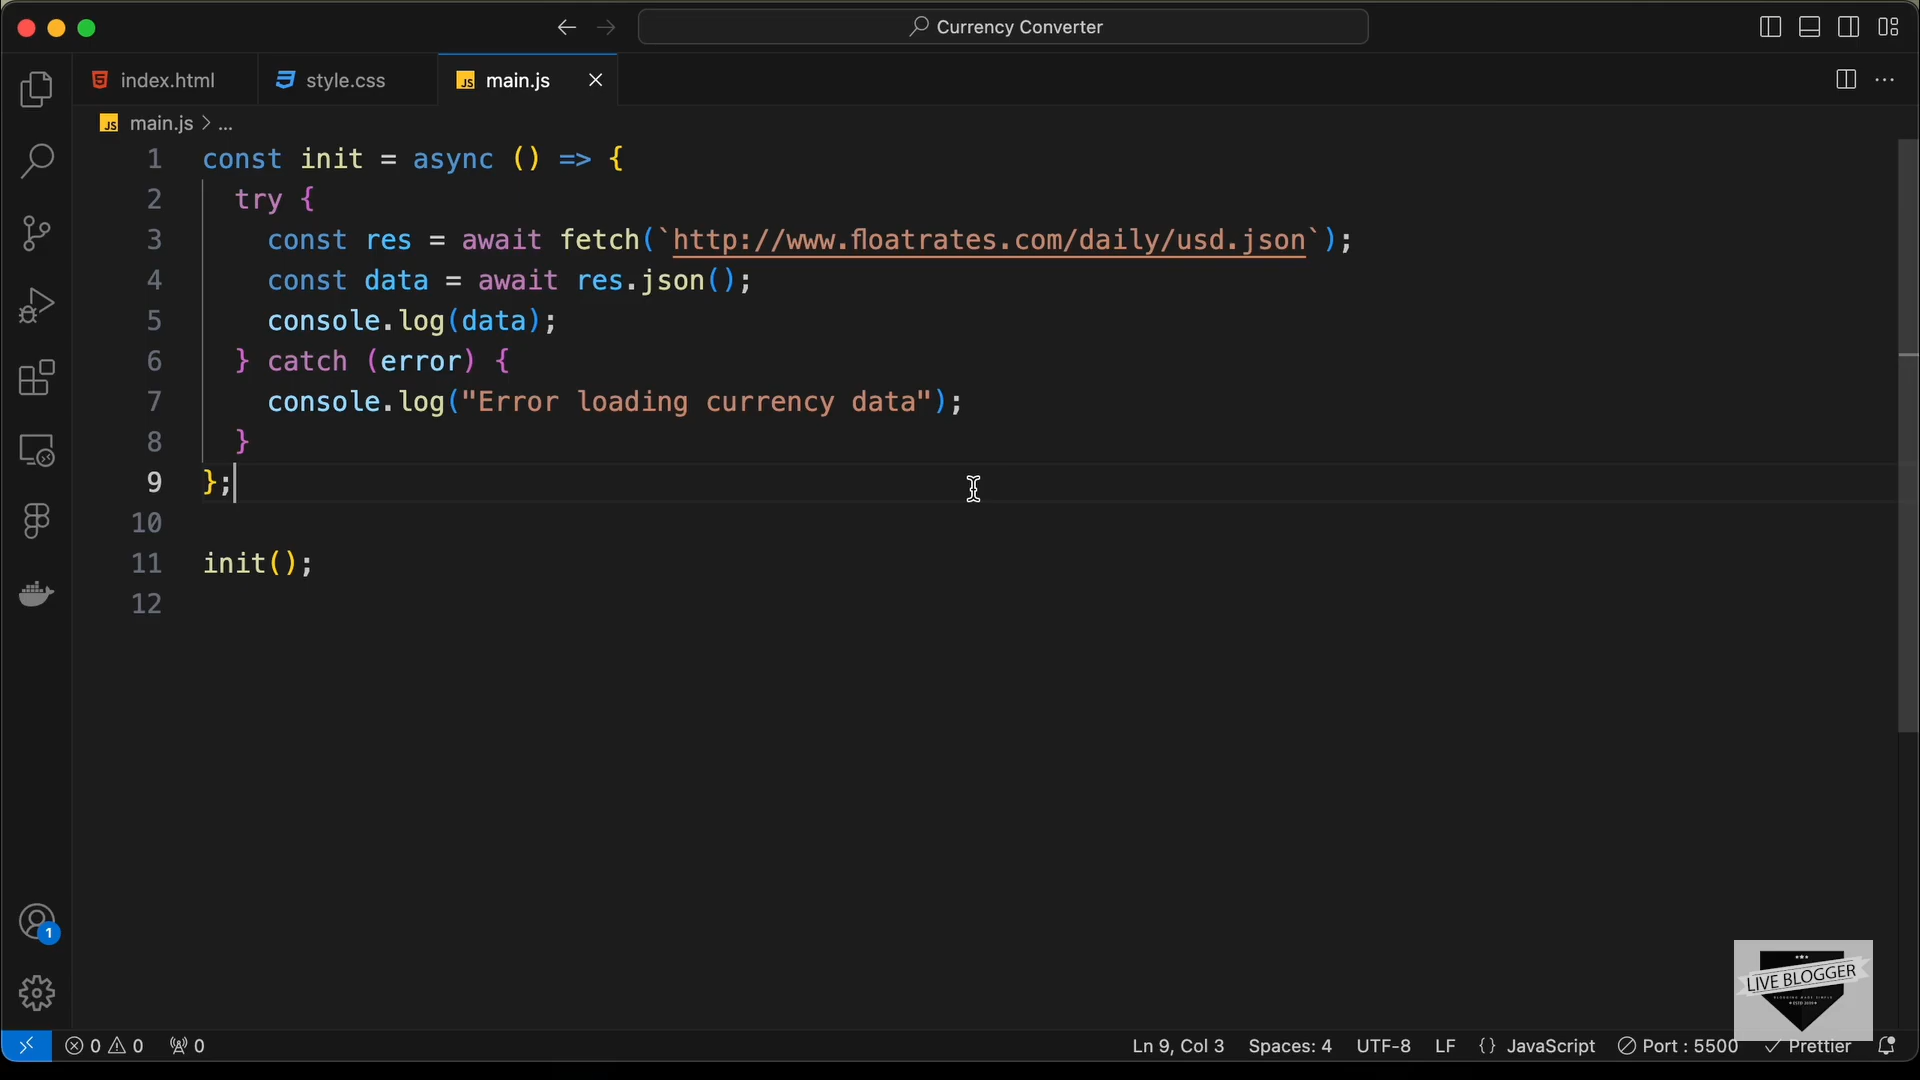 Currency Converter
index.html
style.css
JS main.js
JS main.js > ...
1 const init = async () => {
2 try {
3 const res = await fetch(`http://www.floatrates.com/daily/usd.json`);
4 const data = await res.json();
5 console.log(data);
6 } catch (error) {
7 console.log("Error loading currency data");
8 }
9 };
10
11 init();
12
1
LIVE BLOGGER
0 0 0 Ln 9, Col 3 Spaces: 4 UTF-8 LF {} JavaScript Port : 5500 Prettier